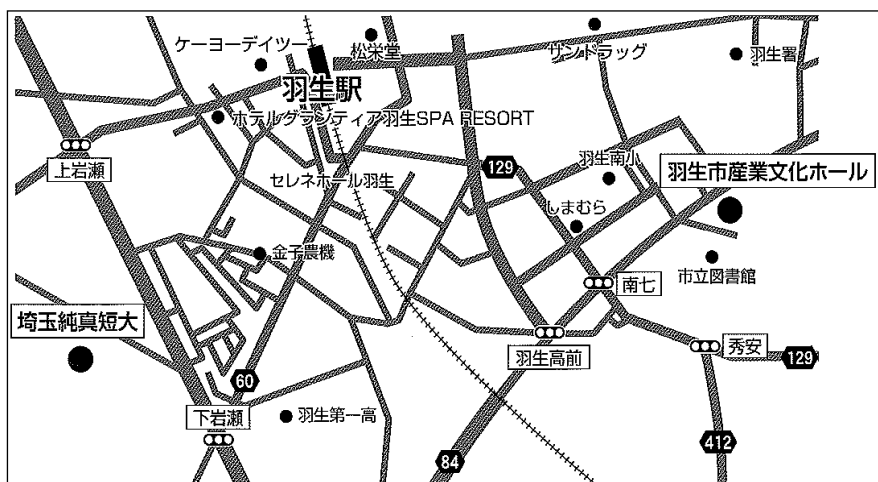 ケーヨーデイツー
松栄堂
サンドラッグ
羽生署
羽生駅
ホテルグランティア羽生SPA RESORT
上岩瀬
セレネホール羽生
129
羽生南小
羽生市産業文化ホール
しまむら
金子農機
市立図書館
南七
埼玉純真短大
羽生高前
秀安
129
60
下岩瀬
羽生第一高
84
412